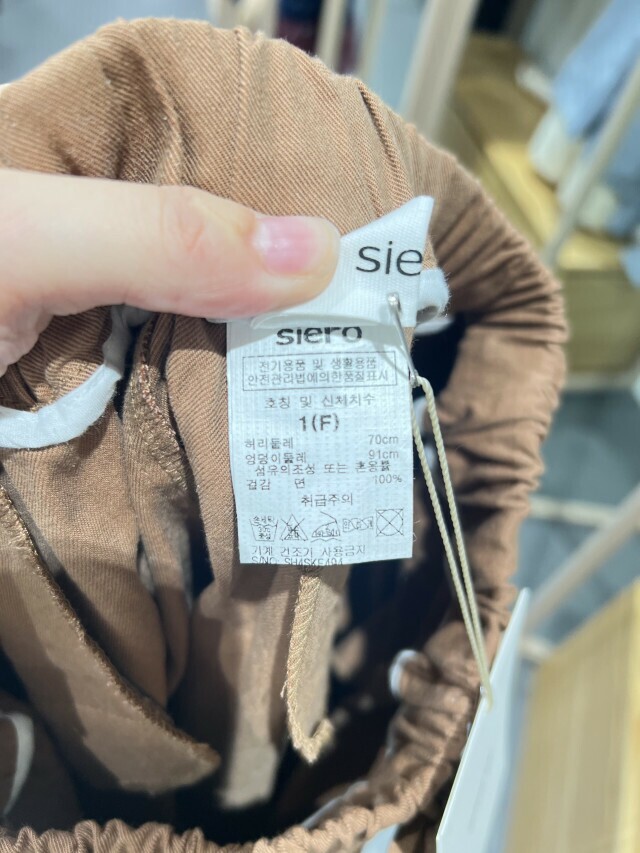 sie
siero
전기용품 및 생활용품
안전관리법에의한품질표시
호칭 및 신체치수
1(F)
허리둘레 70cm
엉덩이둘레 91cm
섬유의조성 또는 혼용률
겉감 면 100%
취급주의
기계 건조기 사용금지
S/NO: SH4SKF404